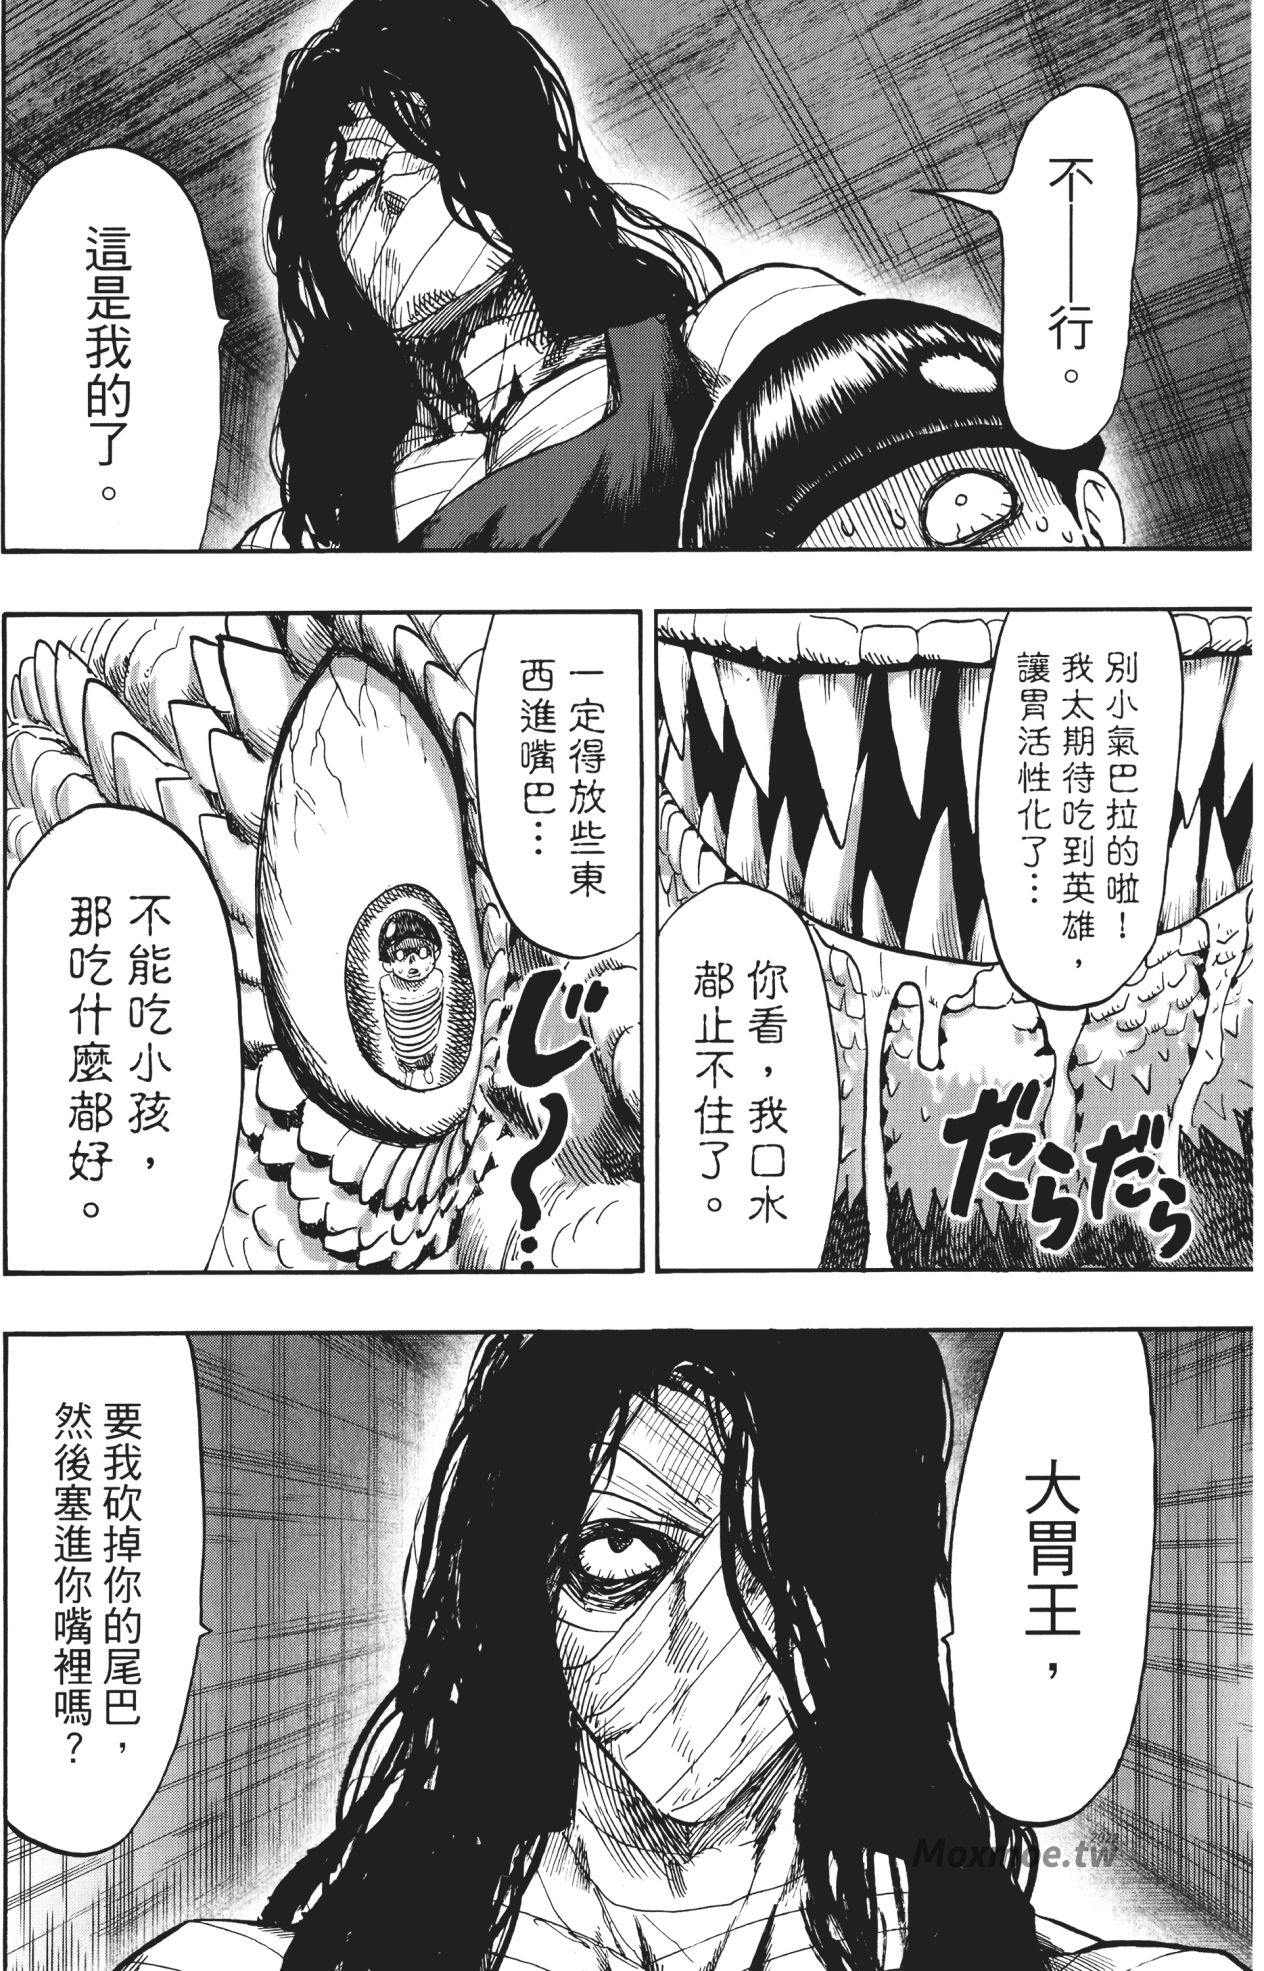 不——行。
這是我的了。
別小氣巴拉的啦！
我太期待吃到英雄，
讓胃活性化了…
你看，我口水
都止不住了。
だらだら
一定得放些東
西進嘴巴…
じ〜…
不能吃小孩，
那吃什麼都好。
大胃王，
要我砍掉你的尾巴，
然後塞進你嘴裡嗎？
Moxmoe.tw